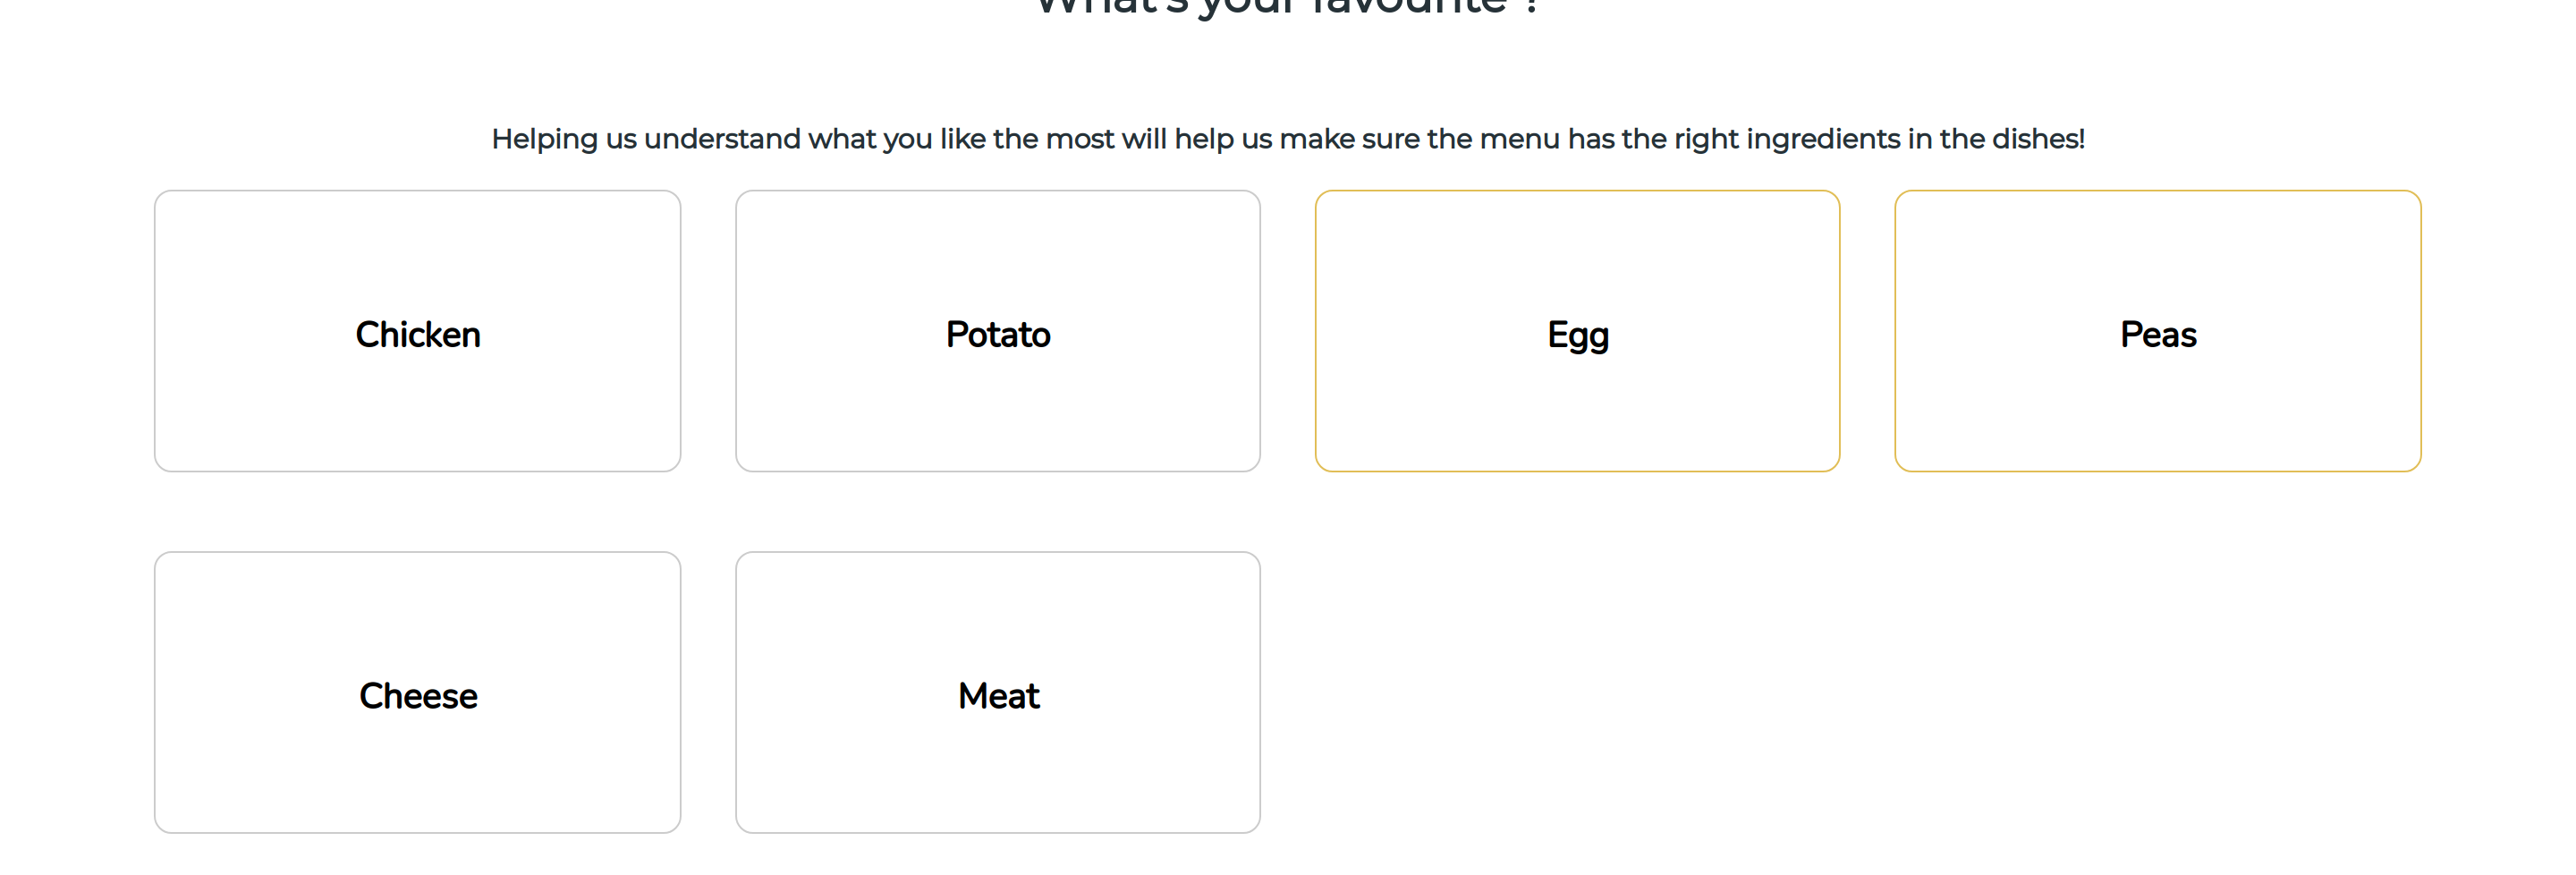 What's your favourite ?
Helping us understand what you like the most will help us make sure the menu has the right ingredients in the dishes!
Chicken
Potato
Egg
Peas
Cheese
Meat